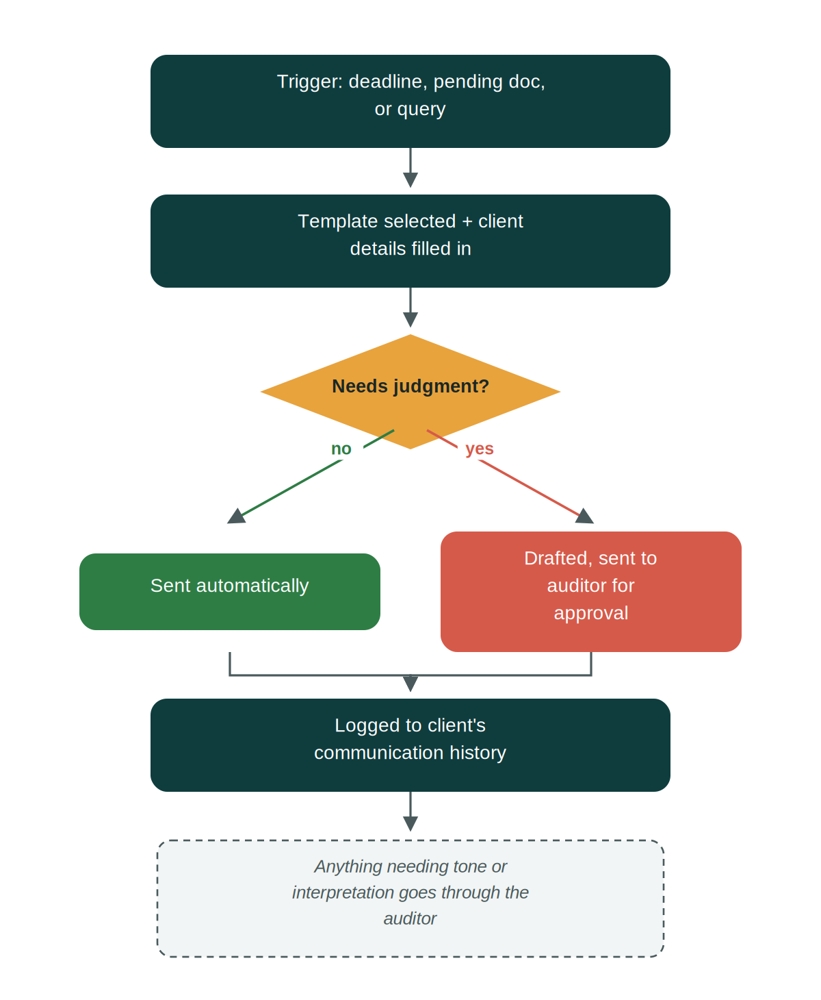 Trigger: deadline, pending doc,
or query
Template selected + client
details filled in
Needs judgment?
no
yes
Sent automatically
Drafted, sent to
auditor for
approval
Logged to client's
communication history
Anything needing tone or
interpretation goes through the
auditor